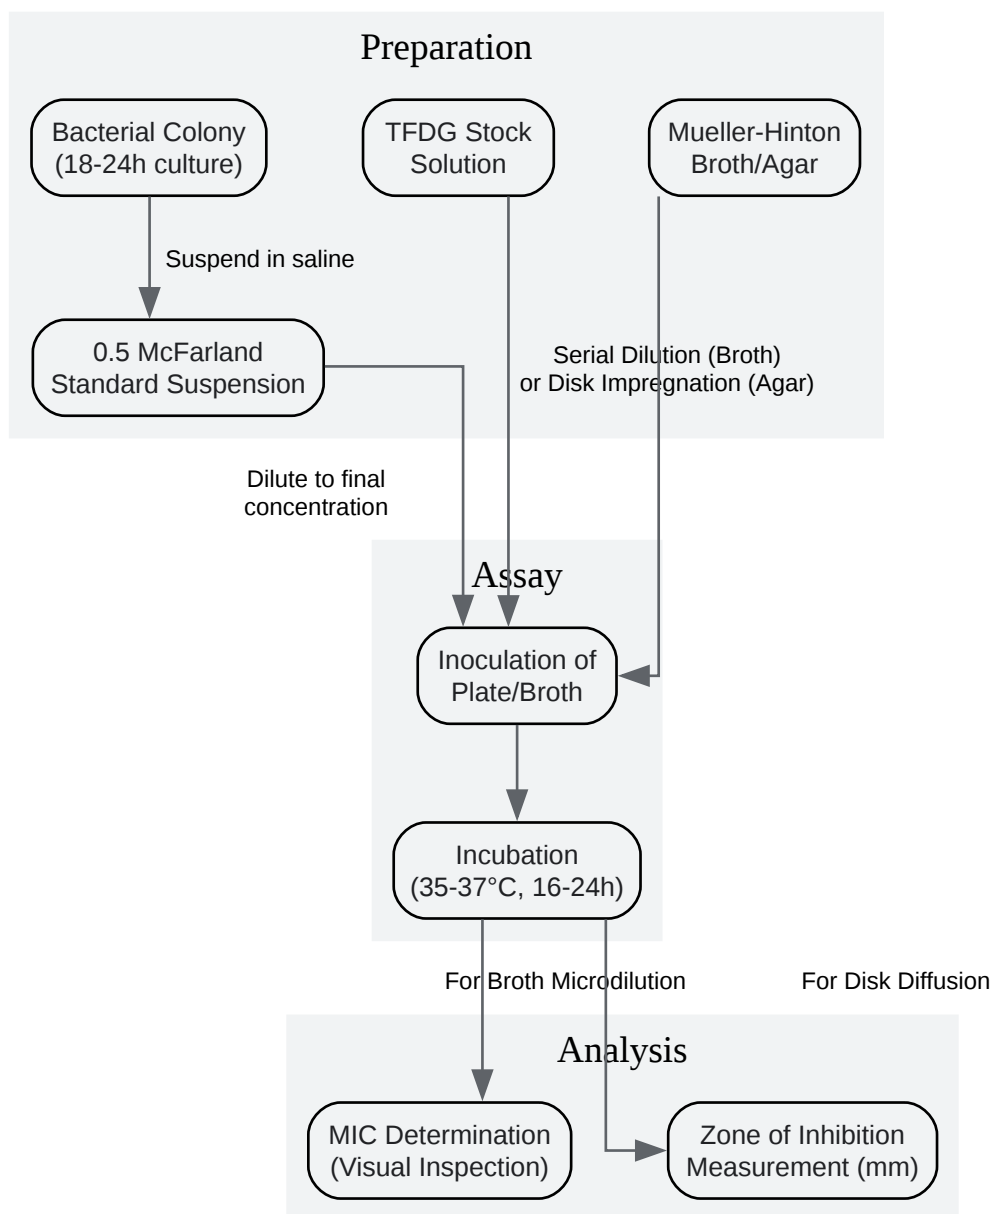 Preparation
Bacterial Colony
(18-24h culture)
TFDG Stock
Solution
Mueller-Hinton
Broth/Agar
Suspend in saline
0.5 McFarland
Standard Suspension
Serial Dilution (Broth)
or Disk Impregnation (Agar)
Dilute to final
concentration
Assay
Inoculation of
Plate/Broth
Incubation
(35-37°C, 16-24h)
For Broth Microdilution
For Disk Diffusion
Analysis
MIC Determination
(Visual Inspection)
Zone of Inhibition
Measurement (mm)